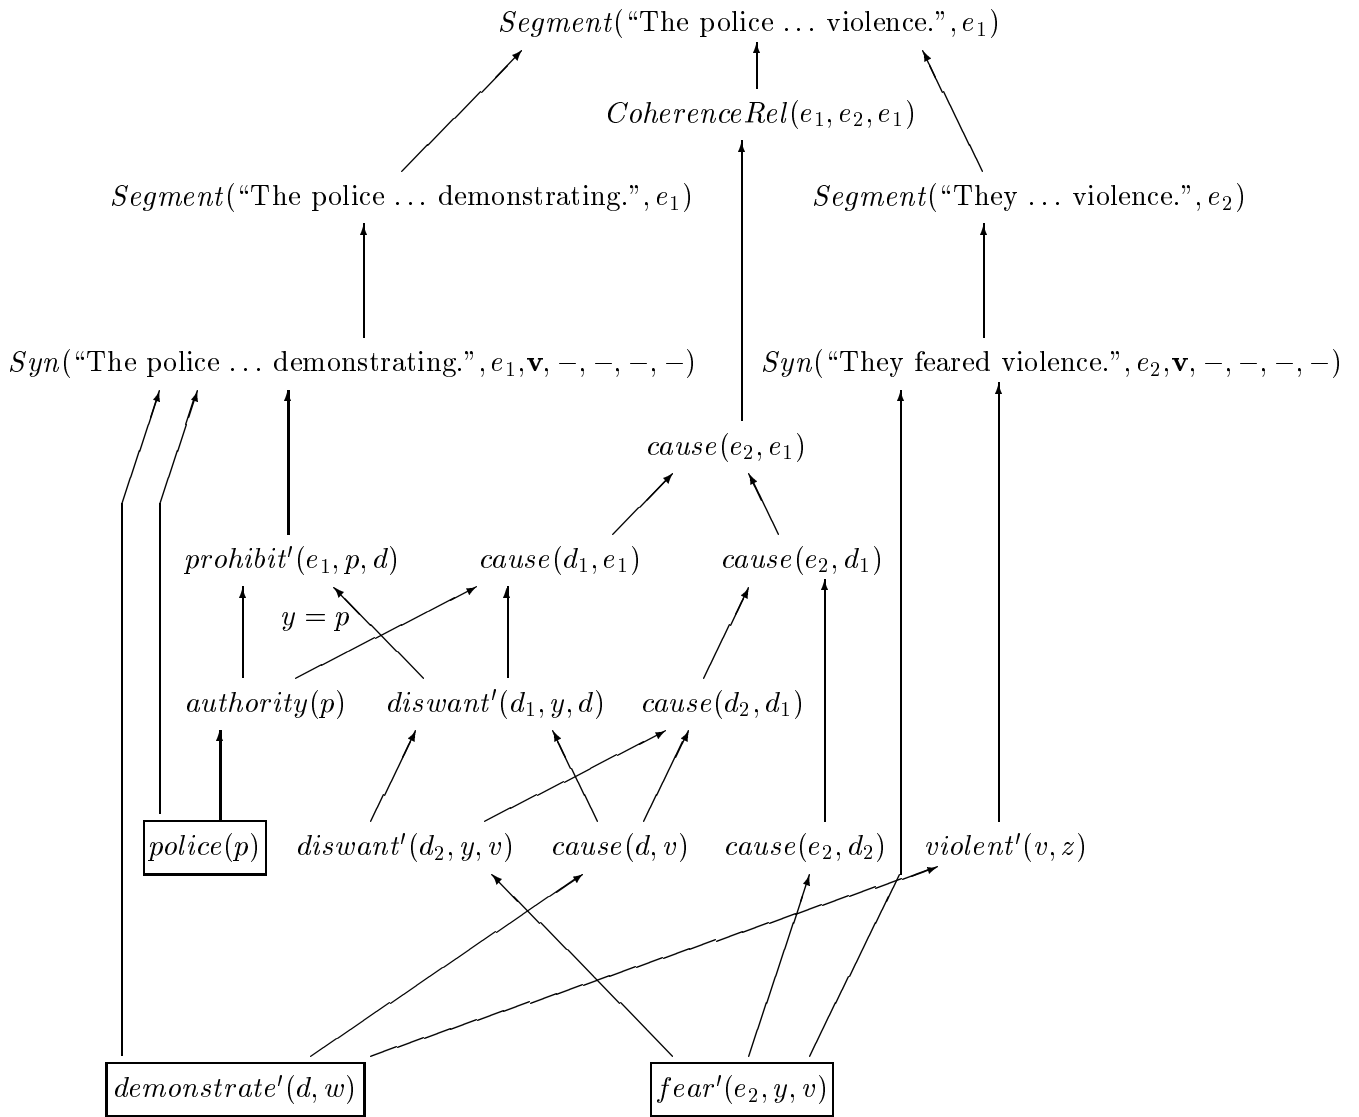 Segment(“The police … violence.”, e₁)
CoherenceRel(e₁, e₂, e₁)
Segment(“The police … demonstrating.”, e₁) Segment(“They … violence.”, e₂)
Syn(“The police … demonstrating.”, e₁,v, −, −, −, −) Syn(“They feared violence.”, e₂,v, −, −, −, −)
cause(e₂, e₁)
prohibit′(e₁, p, d) cause(d₁, e₁) cause(e₂, d₁)
y = p
authority(p) diswant′(d₁, y, d) cause(d₂, d₁)
police(p) diswant′(d₂, y, v) cause(d, v) cause(e₂, d₂) violent′(v, z)
demonstrate′(d, w) fear′(e₂, y, v)